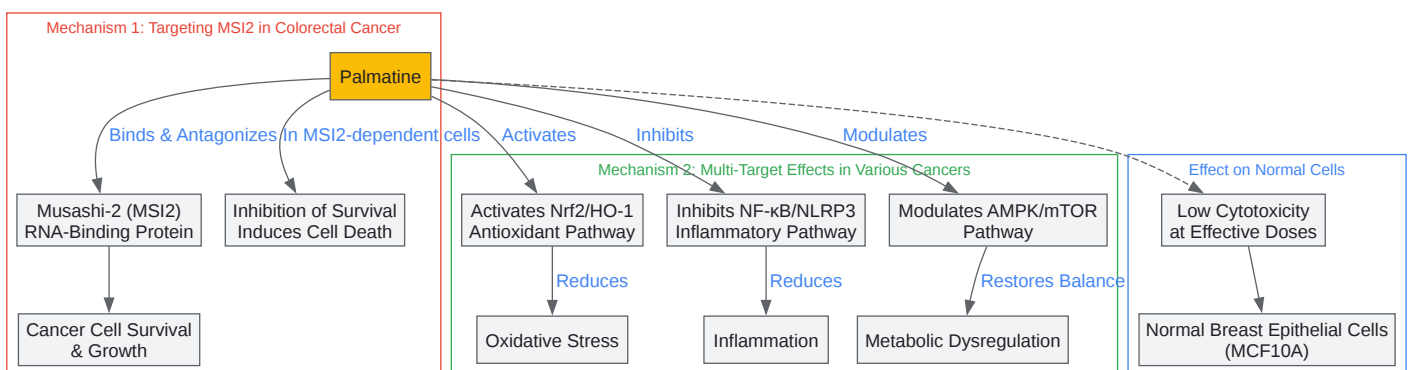 Mechanism 1: Targeting MSI2 in Colorectal Cancer
Palmatine
Binds & Antagonizes
In MSI2-dependent cells
Activates
Inhibits
Modulates
Mechanism 2: Multi-Target Effects in Various Cancers
Effect on Normal Cells
Musashi-2 (MSI2)
RNA-Binding Protein
Inhibition of Survival
Induces Cell Death
Activates Nrf2/HO-1
Antioxidant Pathway
Inhibits NF-κB/NLRP3
Inflammatory Pathway
Modulates AMPK/mTOR
Pathway
Low Cytotoxicity
at Effective Doses
Reduces
Reduces
Restores Balance
Cancer Cell Survival
& Growth
Oxidative Stress
Inflammation
Metabolic Dysregulation
Normal Breast Epithelial Cells
(MCF10A)